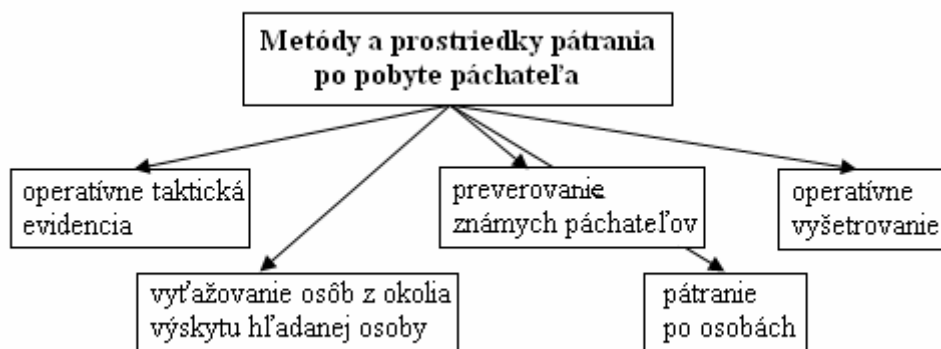 Metódy a prostriedky pátrania
po pobyte páchateľa
operatívne taktická
evidencia
preverovanie
známych páchateľov
operatívne
vyšetrovanie
vyťažovanie osôb z okolia
výskytu hľadanej osoby
pátranie
po osobách